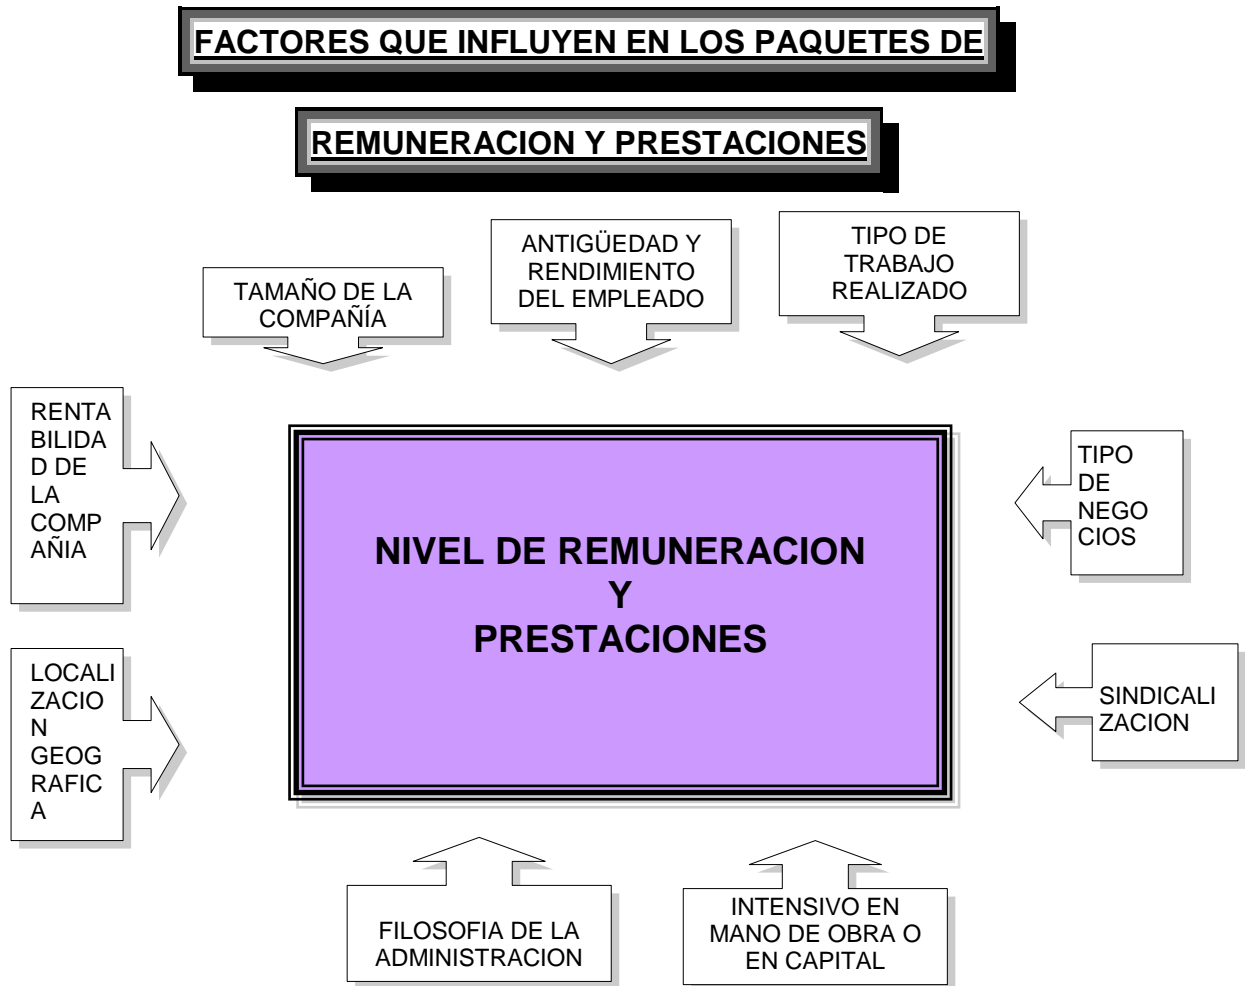 FACTORES QUE INFLUYEN EN LOS PAQUETES DE
REMUNERACION Y PRESTACIONES
TAMAÑO DE LA
COMPAÑÍA
ANTIGÜEDAD Y
RENDIMIENTO
DEL EMPLEADO
TIPO DE
TRABAJO
REALIZADO
RENTA
BILIDA
D DE
LA
COMP
AÑIA
NIVEL DE REMUNERACION
Y
PRESTACIONES
TIPO
DE
NEGO
CIOS
LOCALI
ZACIO
N
GEOG
RAFIC
A
SINDICALI
ZACION
FILOSOFIA DE LA
ADMINISTRACION
INTENSIVO EN
MANO DE OBRA O
EN CAPITAL